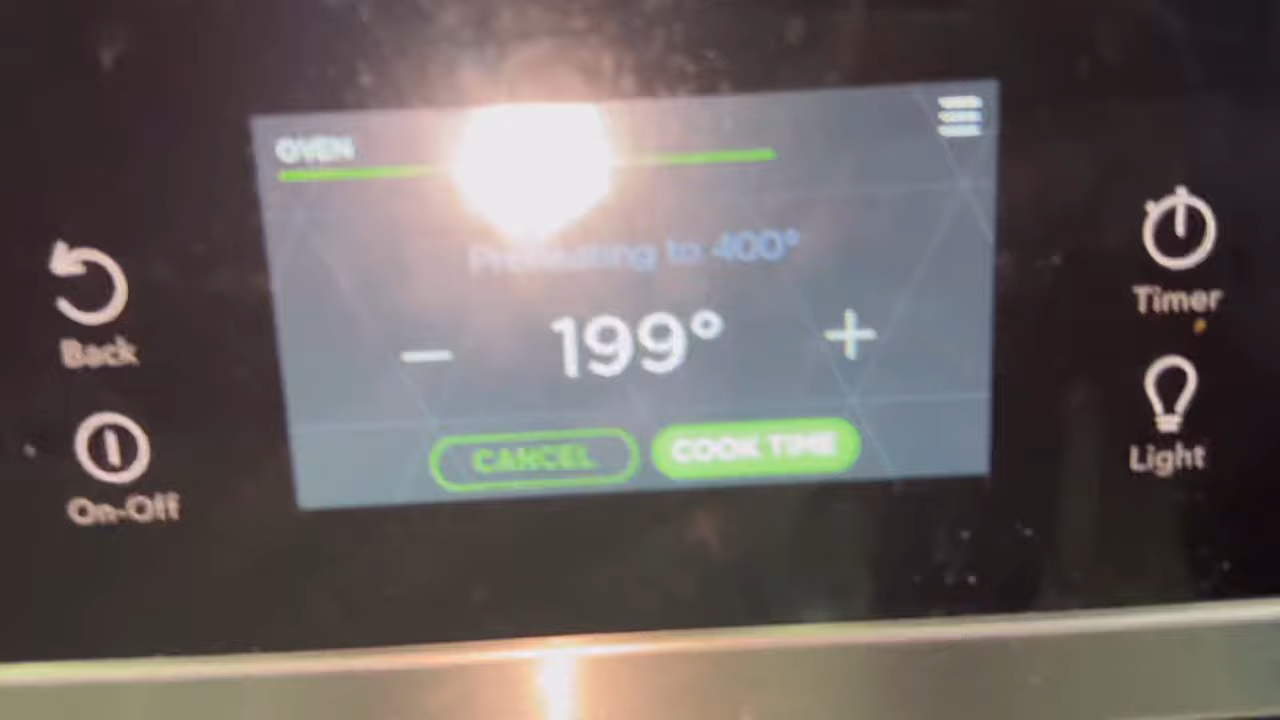 OVEN
Preheating to 400°
− 199° +
CANCEL COOK TIME
Back
On-Off
Timer
Light